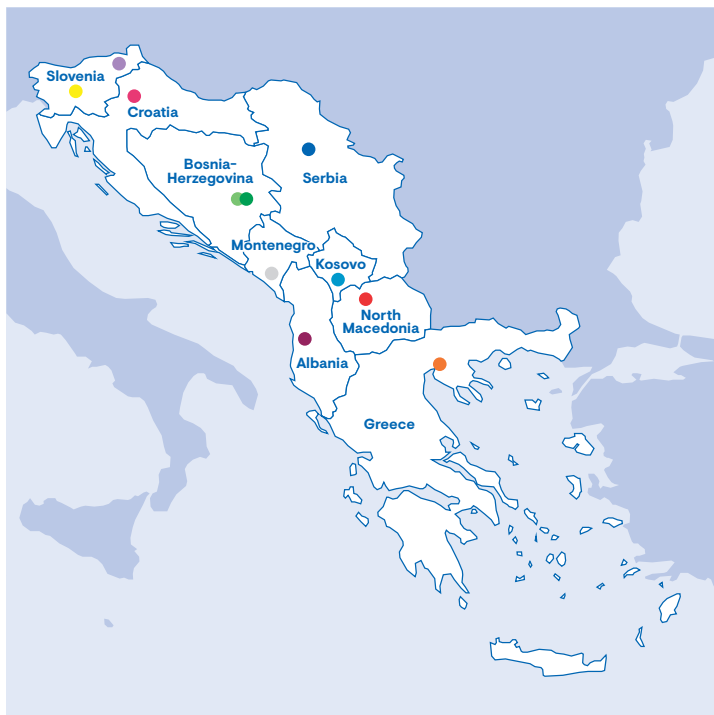 Slovenia
Croatia
Bosnia-
Herzegovina
Serbia
Montenegro
Kosovo
North
Macedonia
Albania
Greece